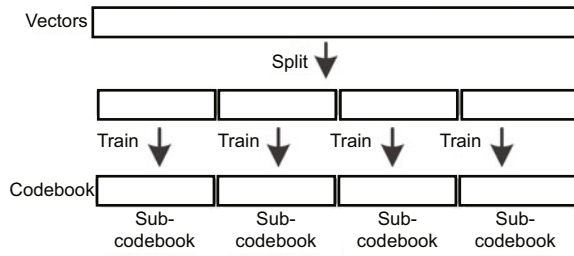 Vectors
Split
Train Train Train Train
Codebook
Sub- Sub- Sub- Sub-
codebook codebook codebook codebook